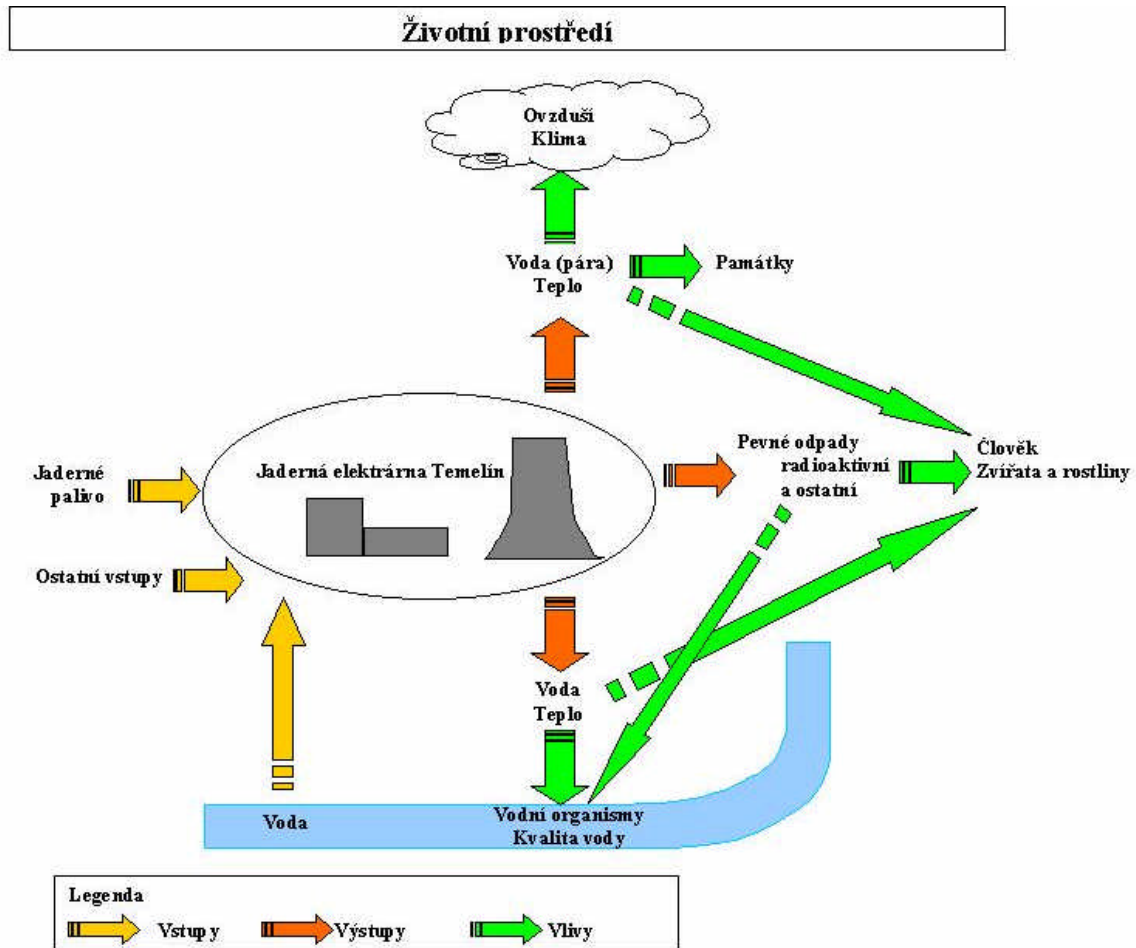 Životní prostředí
Ovzduší
Klima
Voda (pára)
Teplo
Památky
Jaderné
palivo
Jaderná elektrárna Temelín
Pevné odpady
radioaktivní
a ostatní
Člověk
Zvířata a rostliny
Ostatní vstupy
Voda
Teplo
Voda
Vodní organismy
Kvalita vody
Legenda
Vstupy
Výstupy
Vlivy